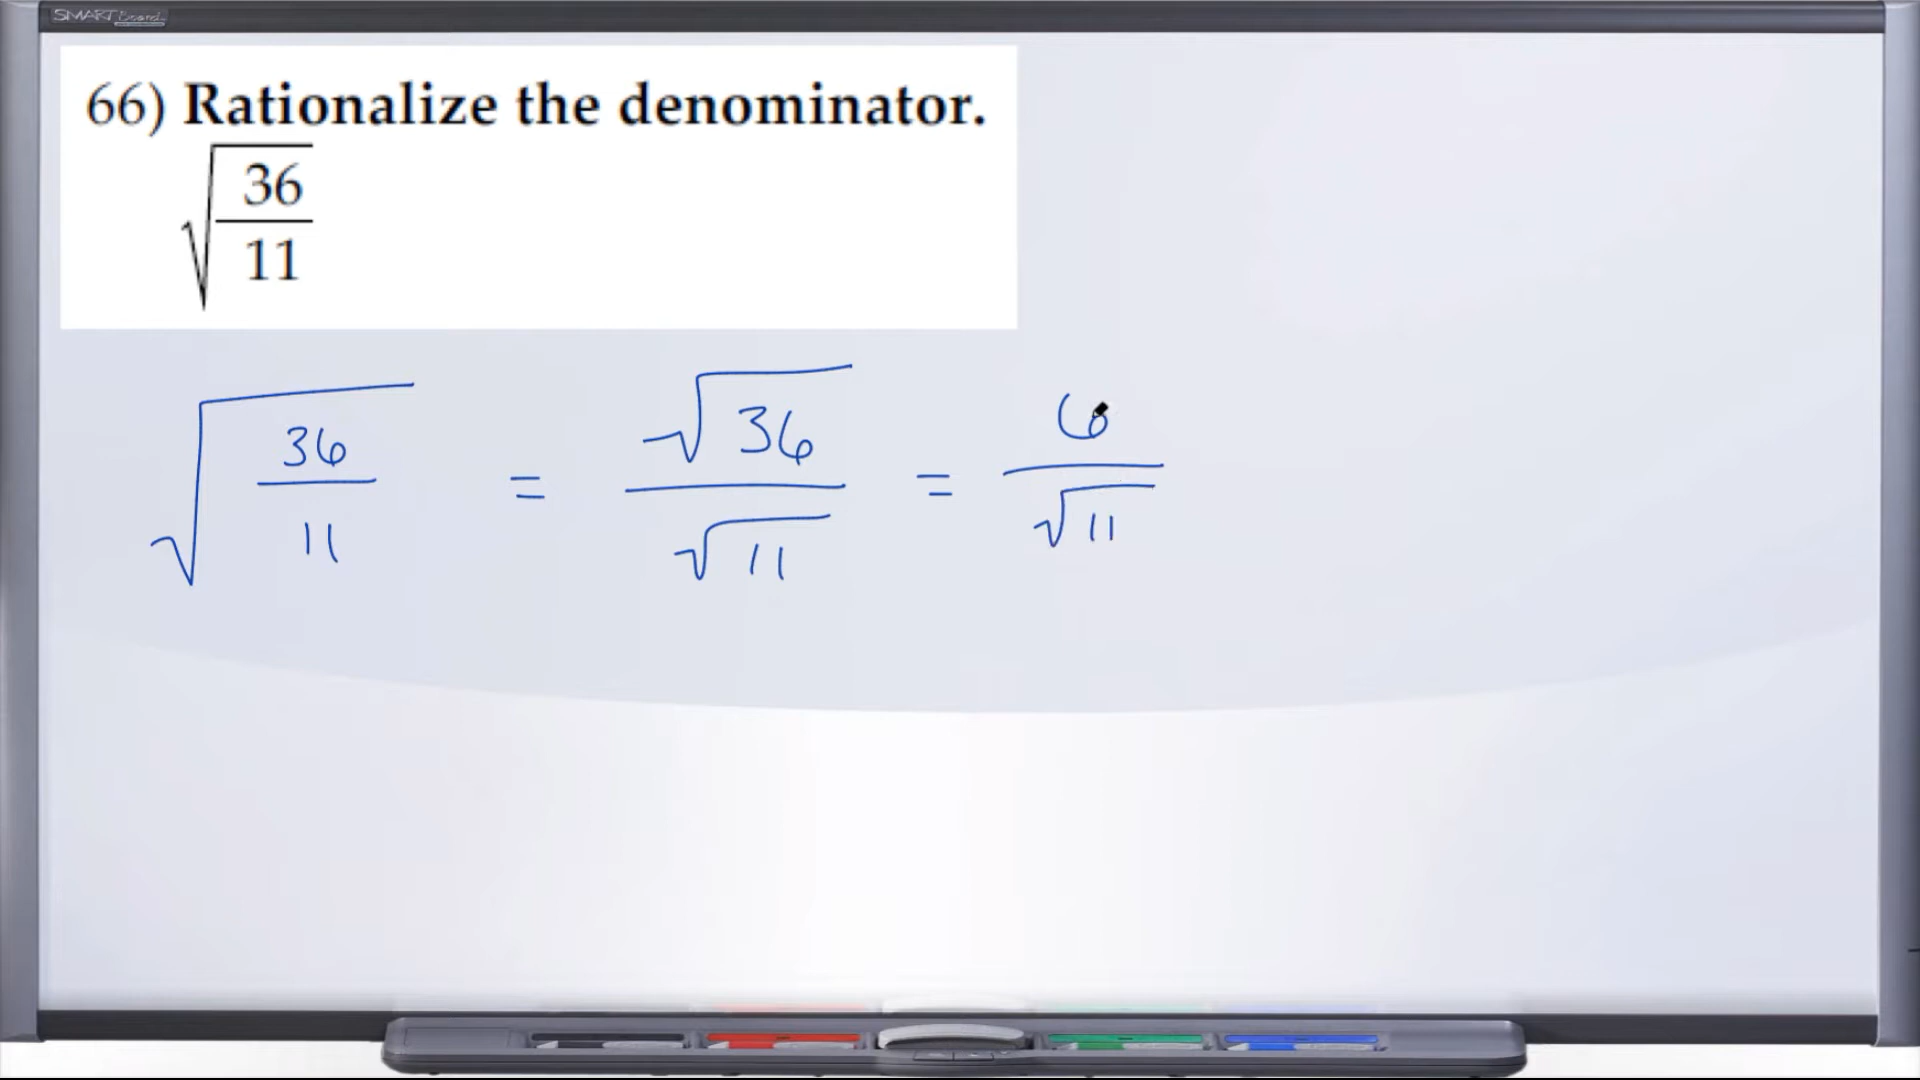 SMART Board
66) Rationalize the denominator.
√(36/11)
√(36/11) = √36/√11 = 6/√11